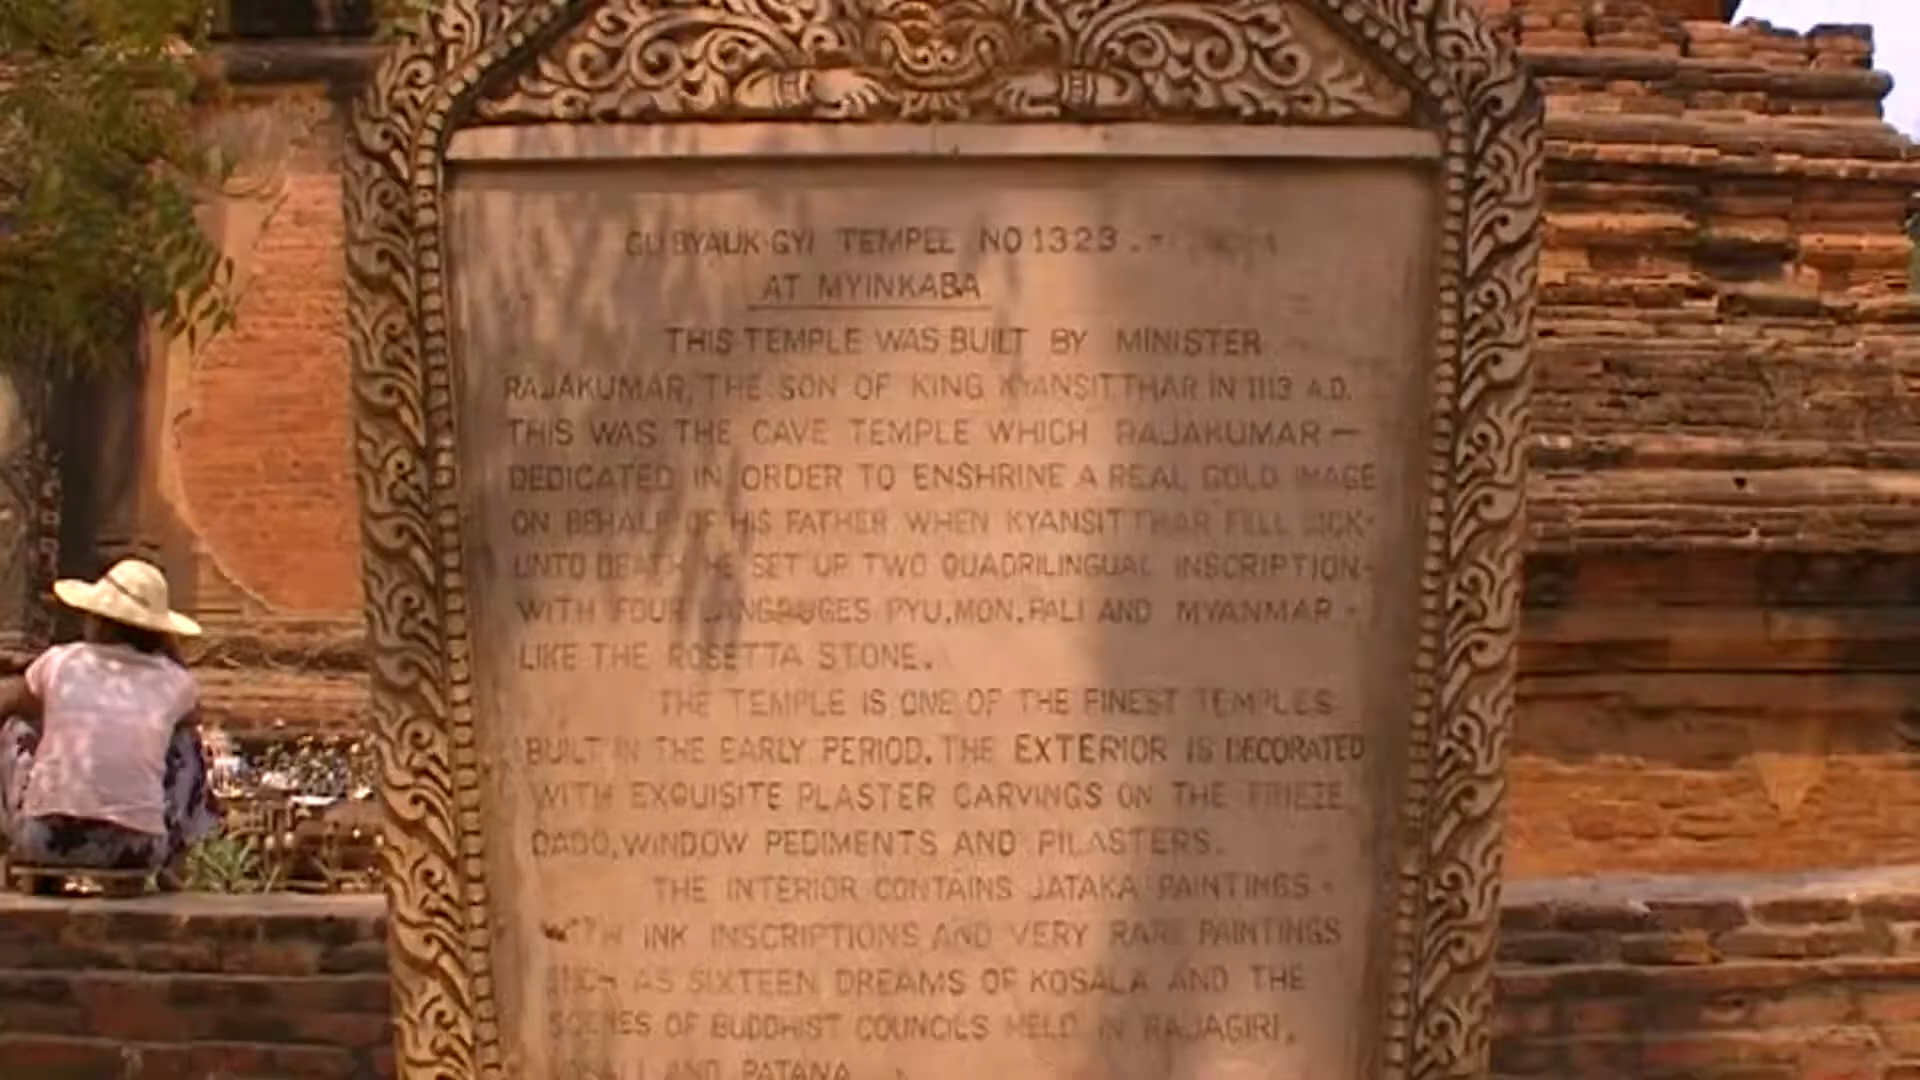 GUBYAUK-GYI TEMPLE NO 1323.
AT MYINKABA
THIS TEMPLE WAS BUILT BY MINISTER
RAJAKUMAR, THE SON OF KING KYANSITTHAR IN 1113 A.D.
THIS WAS THE CAVE TEMPLE WHICH RAJAKUMAR —
DEDICATED IN ORDER TO ENSHRINE A REAL GOLD IMAGE
ON BEHALF OF HIS FATHER WHEN KYANSITTHAR FELL SICK-
UNTO DEATH HE SET UP TWO QUADRILINGUAL INSCRIPTION-
WITH FOUR PYU, MON, PALI AND MYANMAR -
LIKE THE ROSETTA STONE.
THE TEMPLE IS ONE OF THE FINEST TEMPLES
BUILT IN THE EARLY PERIOD. THE EXTERIOR IS DECORATED
WITH EXQUISITE PLASTER CARVINGS ON THE FRIEZE,
DADO, WINDOW PEDIMENTS AND PILASTERS.
THE INTERIOR CONTAINS JATAKA PAINTINGS -
WITH INK INSCRIPTIONS AND VERY RARE PAINTINGS
SUCH AS SIXTEEN DREAMS OF KOSALA AND THE
SCENES OF BUDDHIST COUNCILS HELD IN RAJAGIRI,
AND PATANA